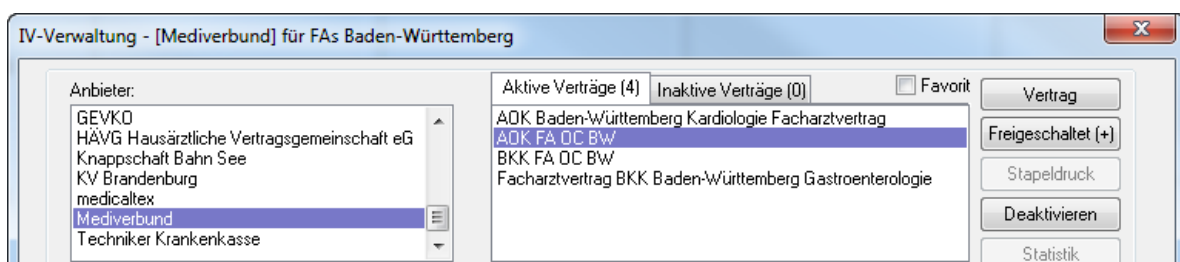 IV-Verwaltung - [Mediverbund] für FAs Baden-Württemberg
x
Anbieter:
GEVKO
HÄVG Hausärztliche Vertragsgemeinschaft eG
Knappschaft Bahn See
KV Brandenburg
medicaltex
Mediverbund
Techniker Krankenkasse
Aktive Verträge (4)
Inaktive Verträge (0)
Favorit
AOK Baden-Württemberg Kardiologie Facharztvertrag
AOK FA OC BW
BKK FA OC BW
Facharztvertrag BKK Baden-Württemberg Gastroenterologie
Vertrag
Freigeschaltet (+)
Stapeldruck
Deaktivieren
Statistik